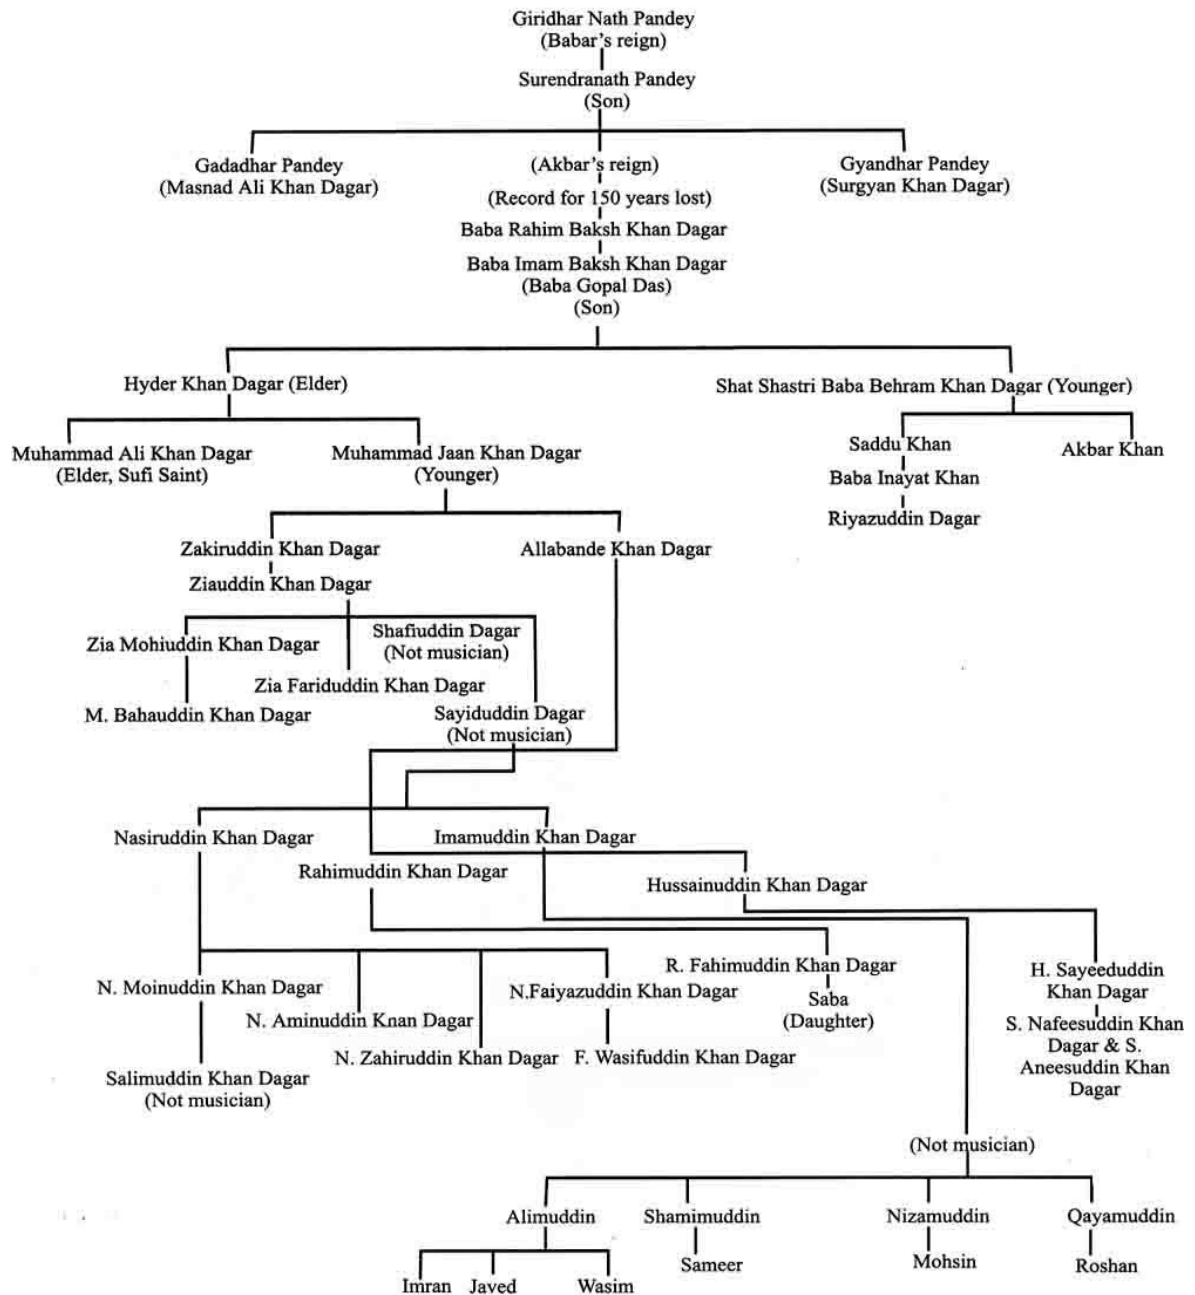 Giridhar Nath Pandey
(Babar's reign)
Surendranath Pandey
(Son)
Gadadhar Pandey
(Masnad Ali Khan Dagar)
(Akbar's reign)
Gyandhar Pandey
(Surgyan Khan Dagar)
(Record for 150 years lost)
Baba Rahim Baksh Khan Dagar
Baba Imam Baksh Khan Dagar
(Baba Gopal Das)
(Son)
Hyder Khan Dagar (Elder)
Shat Shastri Baba Behram Khan Dagar (Younger)
Muhammad Ali Khan Dagar
(Elder, Sufi Saint)
Muhammad Jaan Khan Dagar
(Younger)
Saddu Khan
Akbar Khan
Baba Inayat Khan
Riyazuddin Dagar
Zakiruddin Khan Dagar
Allabande Khan Dagar
Ziauddin Khan Dagar
Zia Mohiuddin Khan Dagar
Shafiuddin Dagar
(Not musician)
Zia Fariduddin Khan Dagar
M. Bahauddin Khan Dagar
Sayiduddin Dagar
(Not musician)
Nasiruddin Khan Dagar
Imamuddin Khan Dagar
Rahimuddin Khan Dagar
Hussainuddin Khan Dagar
N. Moinuddin Khan Dagar
N. Aminuddin Knan Dagar
N. Zahiruddin Khan Dagar
N.Faiyazuddin Khan Dagar
F. Wasifuddin Khan Dagar
R. Fahimuddin Khan Dagar
Saba
(Daughter)
H. Sayeeduddin
Khan Dagar
S. Nafeesuddin Khan
Dagar & S.
Aneesuddin Khan
Dagar
Salimuddin Khan Dagar
(Not musician)
(Not musician)
Alimuddin
Shamimuddin
Nizamuddin
Qayamuddin
Imran
Javed
Wasim
Sameer
Mohsin
Roshan